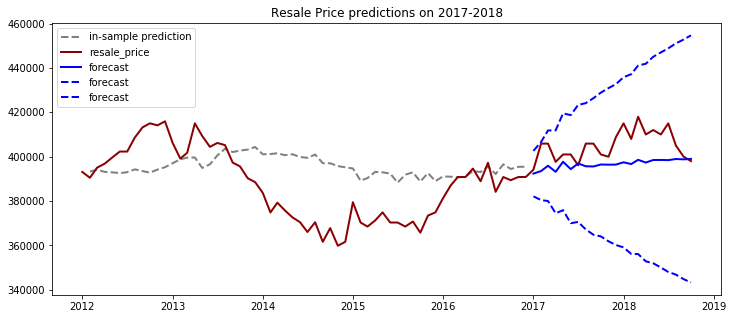 Resale Price predictions on 2017-2018
460000
440000
420000
400000
380000
360000
340000
in-sample prediction
resale_price
forecast
forecast
forecast
2012
2013
2014
2015
2016
2017
2018
2019